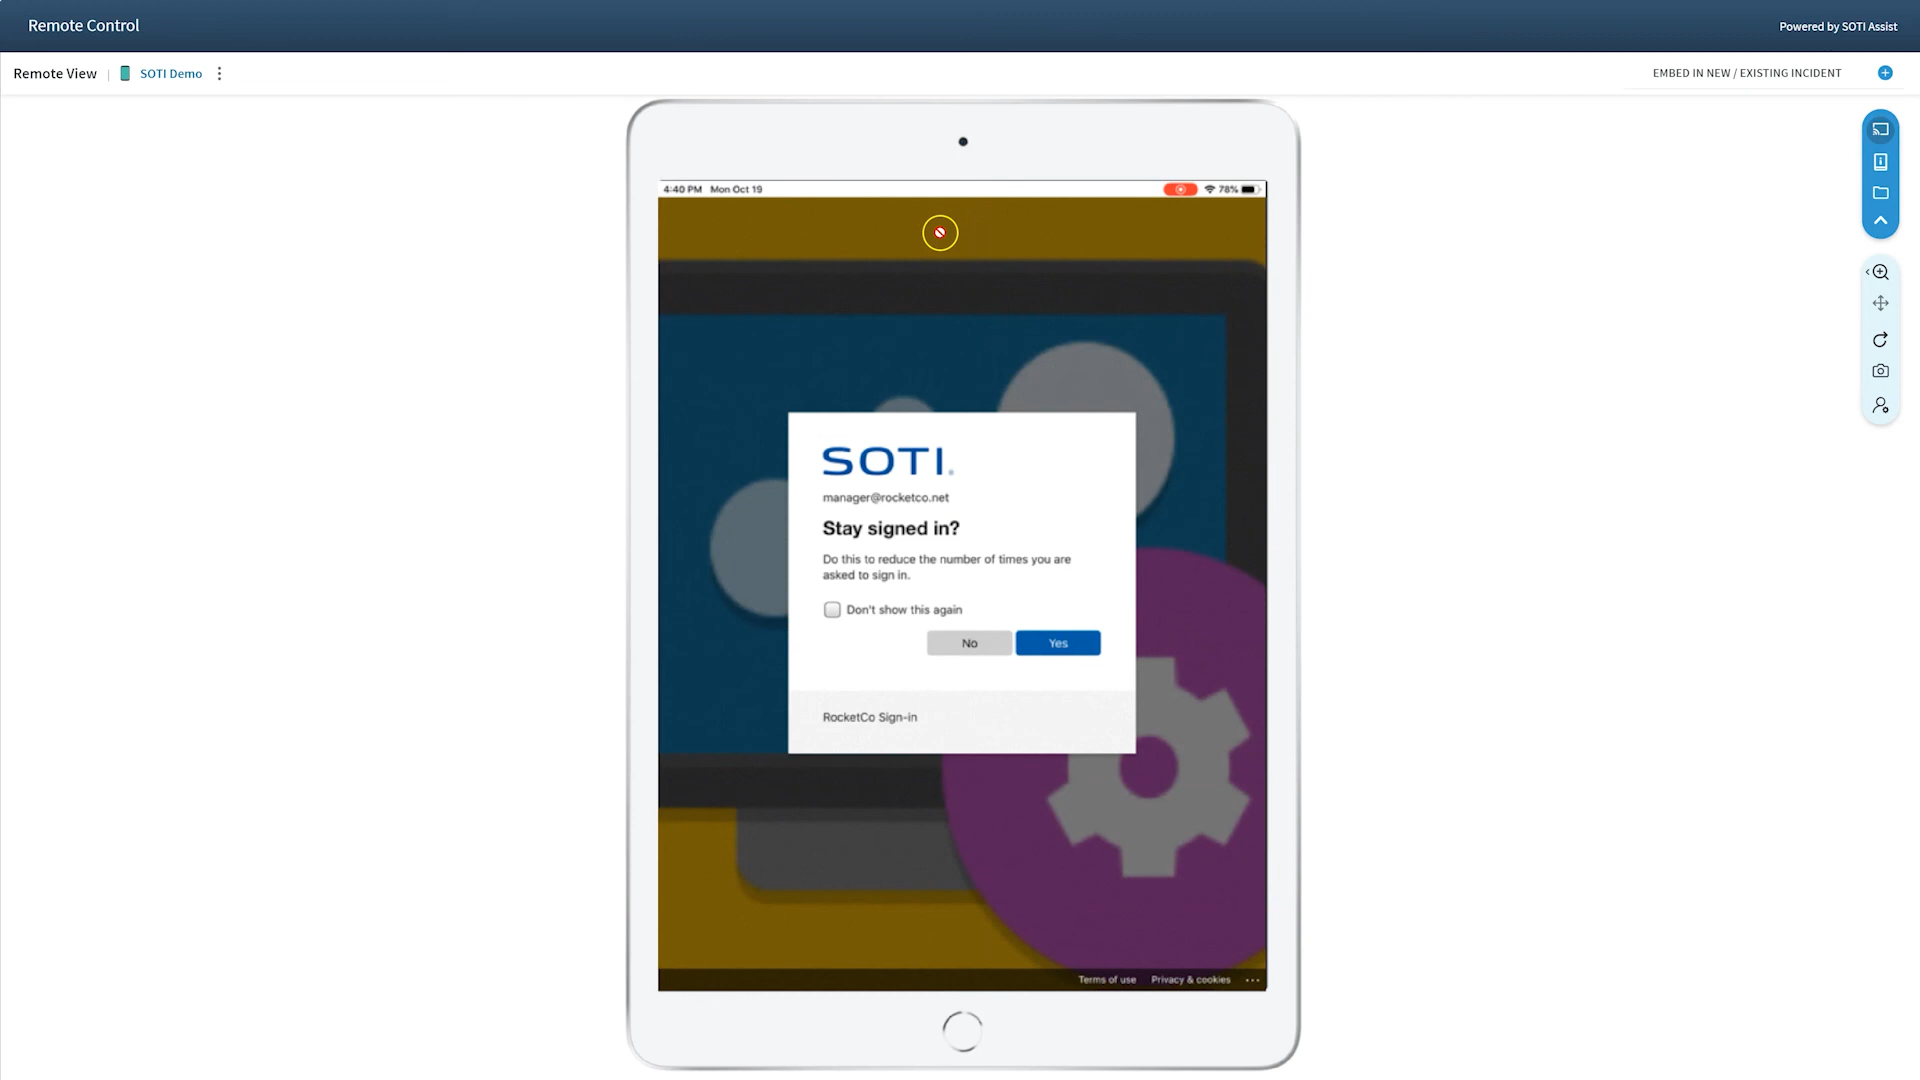 Remote Control
Powered by SOTI Assist
Remote View | SOTI Demo
EMBED IN NEW / EXISTING INCIDENT
4:40 PM Mon Oct 19
78%
SOTI
manager@rocketco.net
Stay signed in?
Do this to reduce the number of times you are
asked to sign in.
Don't show this again
No Yes
RocketCo Sign-in
Terms of use Privacy & cookies ...